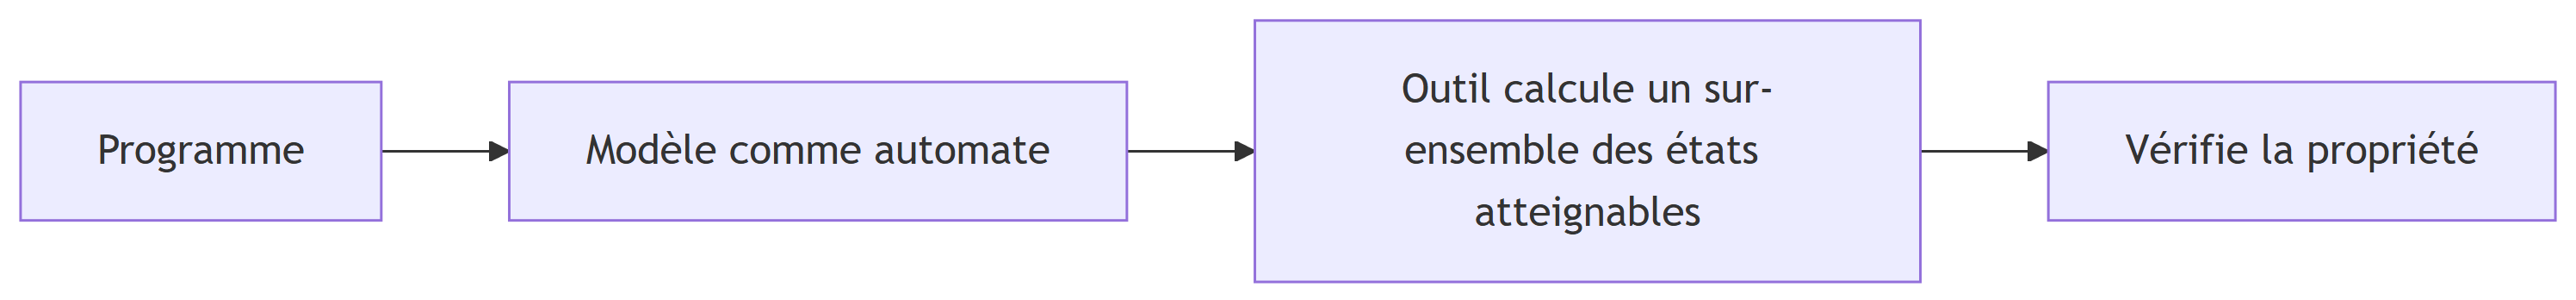 Programme
Modèle comme automate
Outil calcule un sur-
ensemble des états
atteignables
Vérifie la propriété